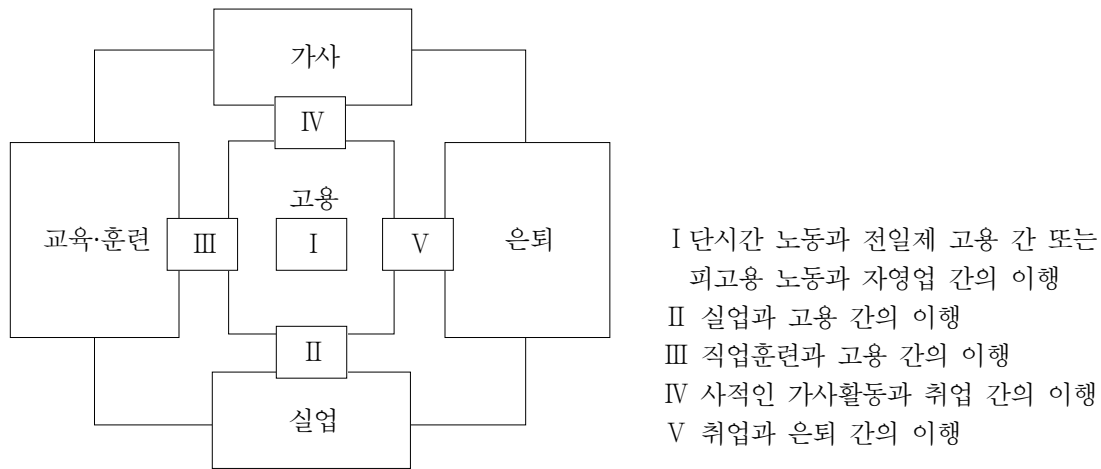 가사
Ⅳ
고용
교육·훈련
Ⅲ
Ⅰ
Ⅴ
은퇴
Ⅱ
실업
Ⅰ 단시간 노동과 전일제 고용 간 또는
피고용 노동과 자영업 간의 이행
Ⅱ 실업과 고용 간의 이행
Ⅲ 직업훈련과 고용 간의 이행
Ⅳ 사적인 가사활동과 취업 간의 이행
Ⅴ 취업과 은퇴 간의 이행